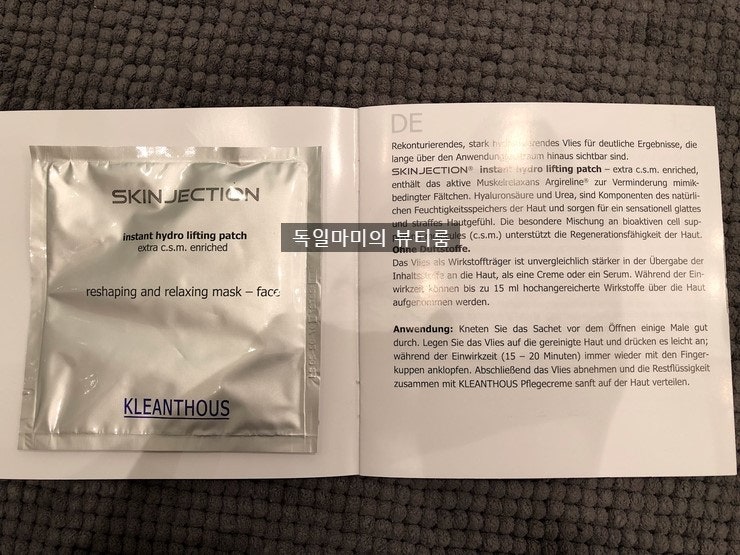 SKINJECTION
instant hydro lifting patch
extra c.s.m. enriched
reshaping and relaxing mask – face
KLEANTHOUS
독일마미의 뷰티룸
DE
Rekonturierendes, stark Vlies für deutliche Ergebnisse, die
lange über den hinaus sichtbar sind.
SKINJECTION® instant hydro lifting patch – extra c.s.m. enriched,
enthält das aktive Muskelrelaxans Argireline® zur Verminderung mimik-
bedingter Fältchen. Hyaluronsäure und Urea, sind Komponenten des natürli-
chen Feuchtigkeitsspeichers der Haut und sorgen für ein sensationell glattes
und straffes Hautgefühl. Die besondere Mischung an bioaktiven cell sup-
(c.s.m.) unterstützt die Regenerationsfähigkeit der Haut.
Ohne Duftstoffe.
Das Vlies als Wirkstoffträger ist unvergleichlich stärker in der Übergabe der
an die Haut, als eine Creme oder ein Serum. Während der Ein-
können bis zu 15 ml hochangereicherte Wirkstoffe über die Haut
aufgenommen werden.
Anwendung: Kneten Sie das Sachet vor dem Öffnen einige Male gut
durch. Legen Sie das Vlies auf die gereinigte Haut und drücken es leicht an;
während der Einwirkzeit (15 – 20 Minuten) immer wieder mit den Finger-
kuppen anklopfen. Abschließend das Vlies abnehmen und die Restflüssigkeit
zusammen mit KLEANTHOUS Pflegecreme sanft auf der Haut verteilen.